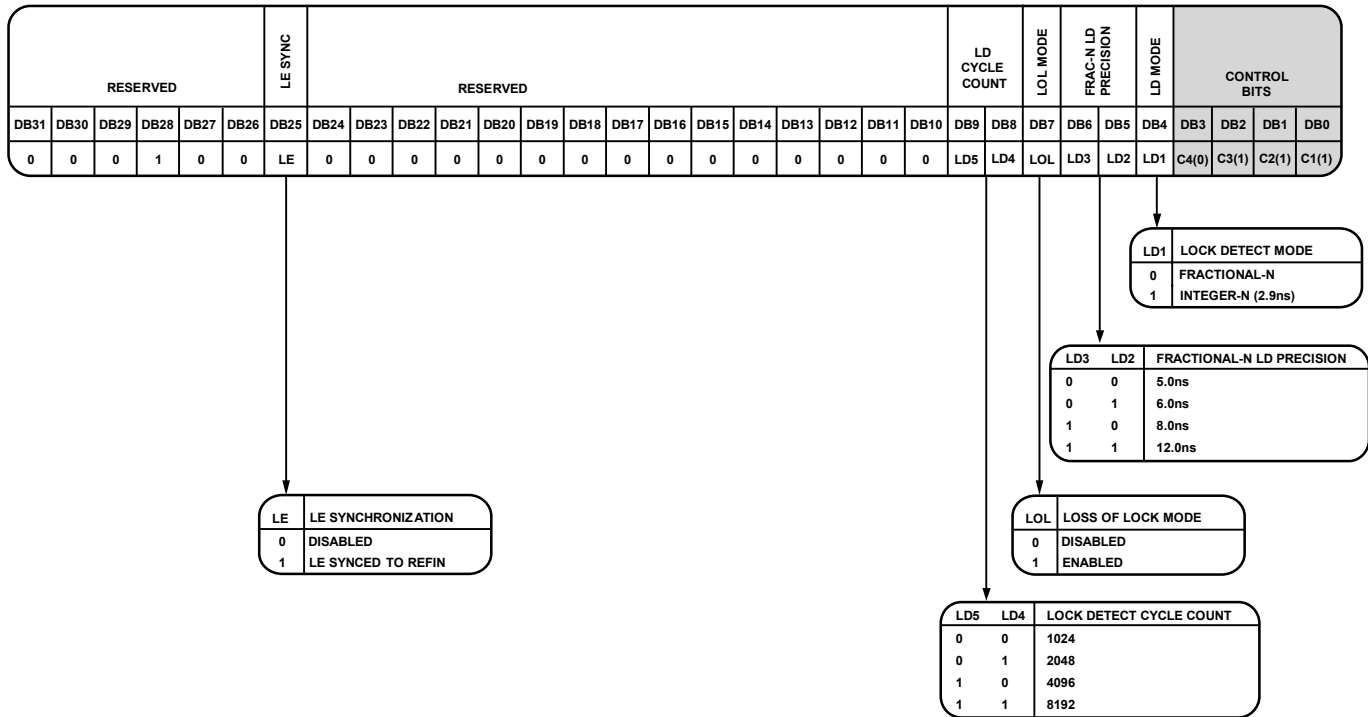 RESERVED
LE SYNC
RESERVED
LD
CYCLE
COUNT
LOL MODE
FRAC-N LD
PRECISION
LD MODE
CONTROL
BITS
DB31 DB30 DB29 DB28 DB27 DB26 DB25 DB24 DB23 DB22 DB21 DB20 DB19 DB18 DB17 DB16 DB15 DB14 DB13 DB12 DB11 DB10 DB9 DB8 DB7 DB6 DB5 DB4 DB3 DB2 DB1 DB0
0 0 0 1 0 0 LE 0 0 0 0 0 0 0 0 0 0 0 0 0 0 0 LD5 LD4 LOL LD3 LD2 LD1 C4(0) C3(1) C2(1) C1(1)
LD1 LOCK DETECT MODE
0 FRACTIONAL-N
1 INTEGER-N (2.9ns)
LD3 LD2 FRACTIONAL-N LD PRECISION
0 0 5.0ns
0 1 6.0ns
1 0 8.0ns
1 1 12.0ns
LE LE SYNCHRONIZATION
0 DISABLED
1 LE SYNCED TO REFIN
LOL LOSS OF LOCK MODE
0 DISABLED
1 ENABLED
LD5 LD4 LOCK DETECT CYCLE COUNT
0 0 1024
0 1 2048
1 0 4096
1 1 8192